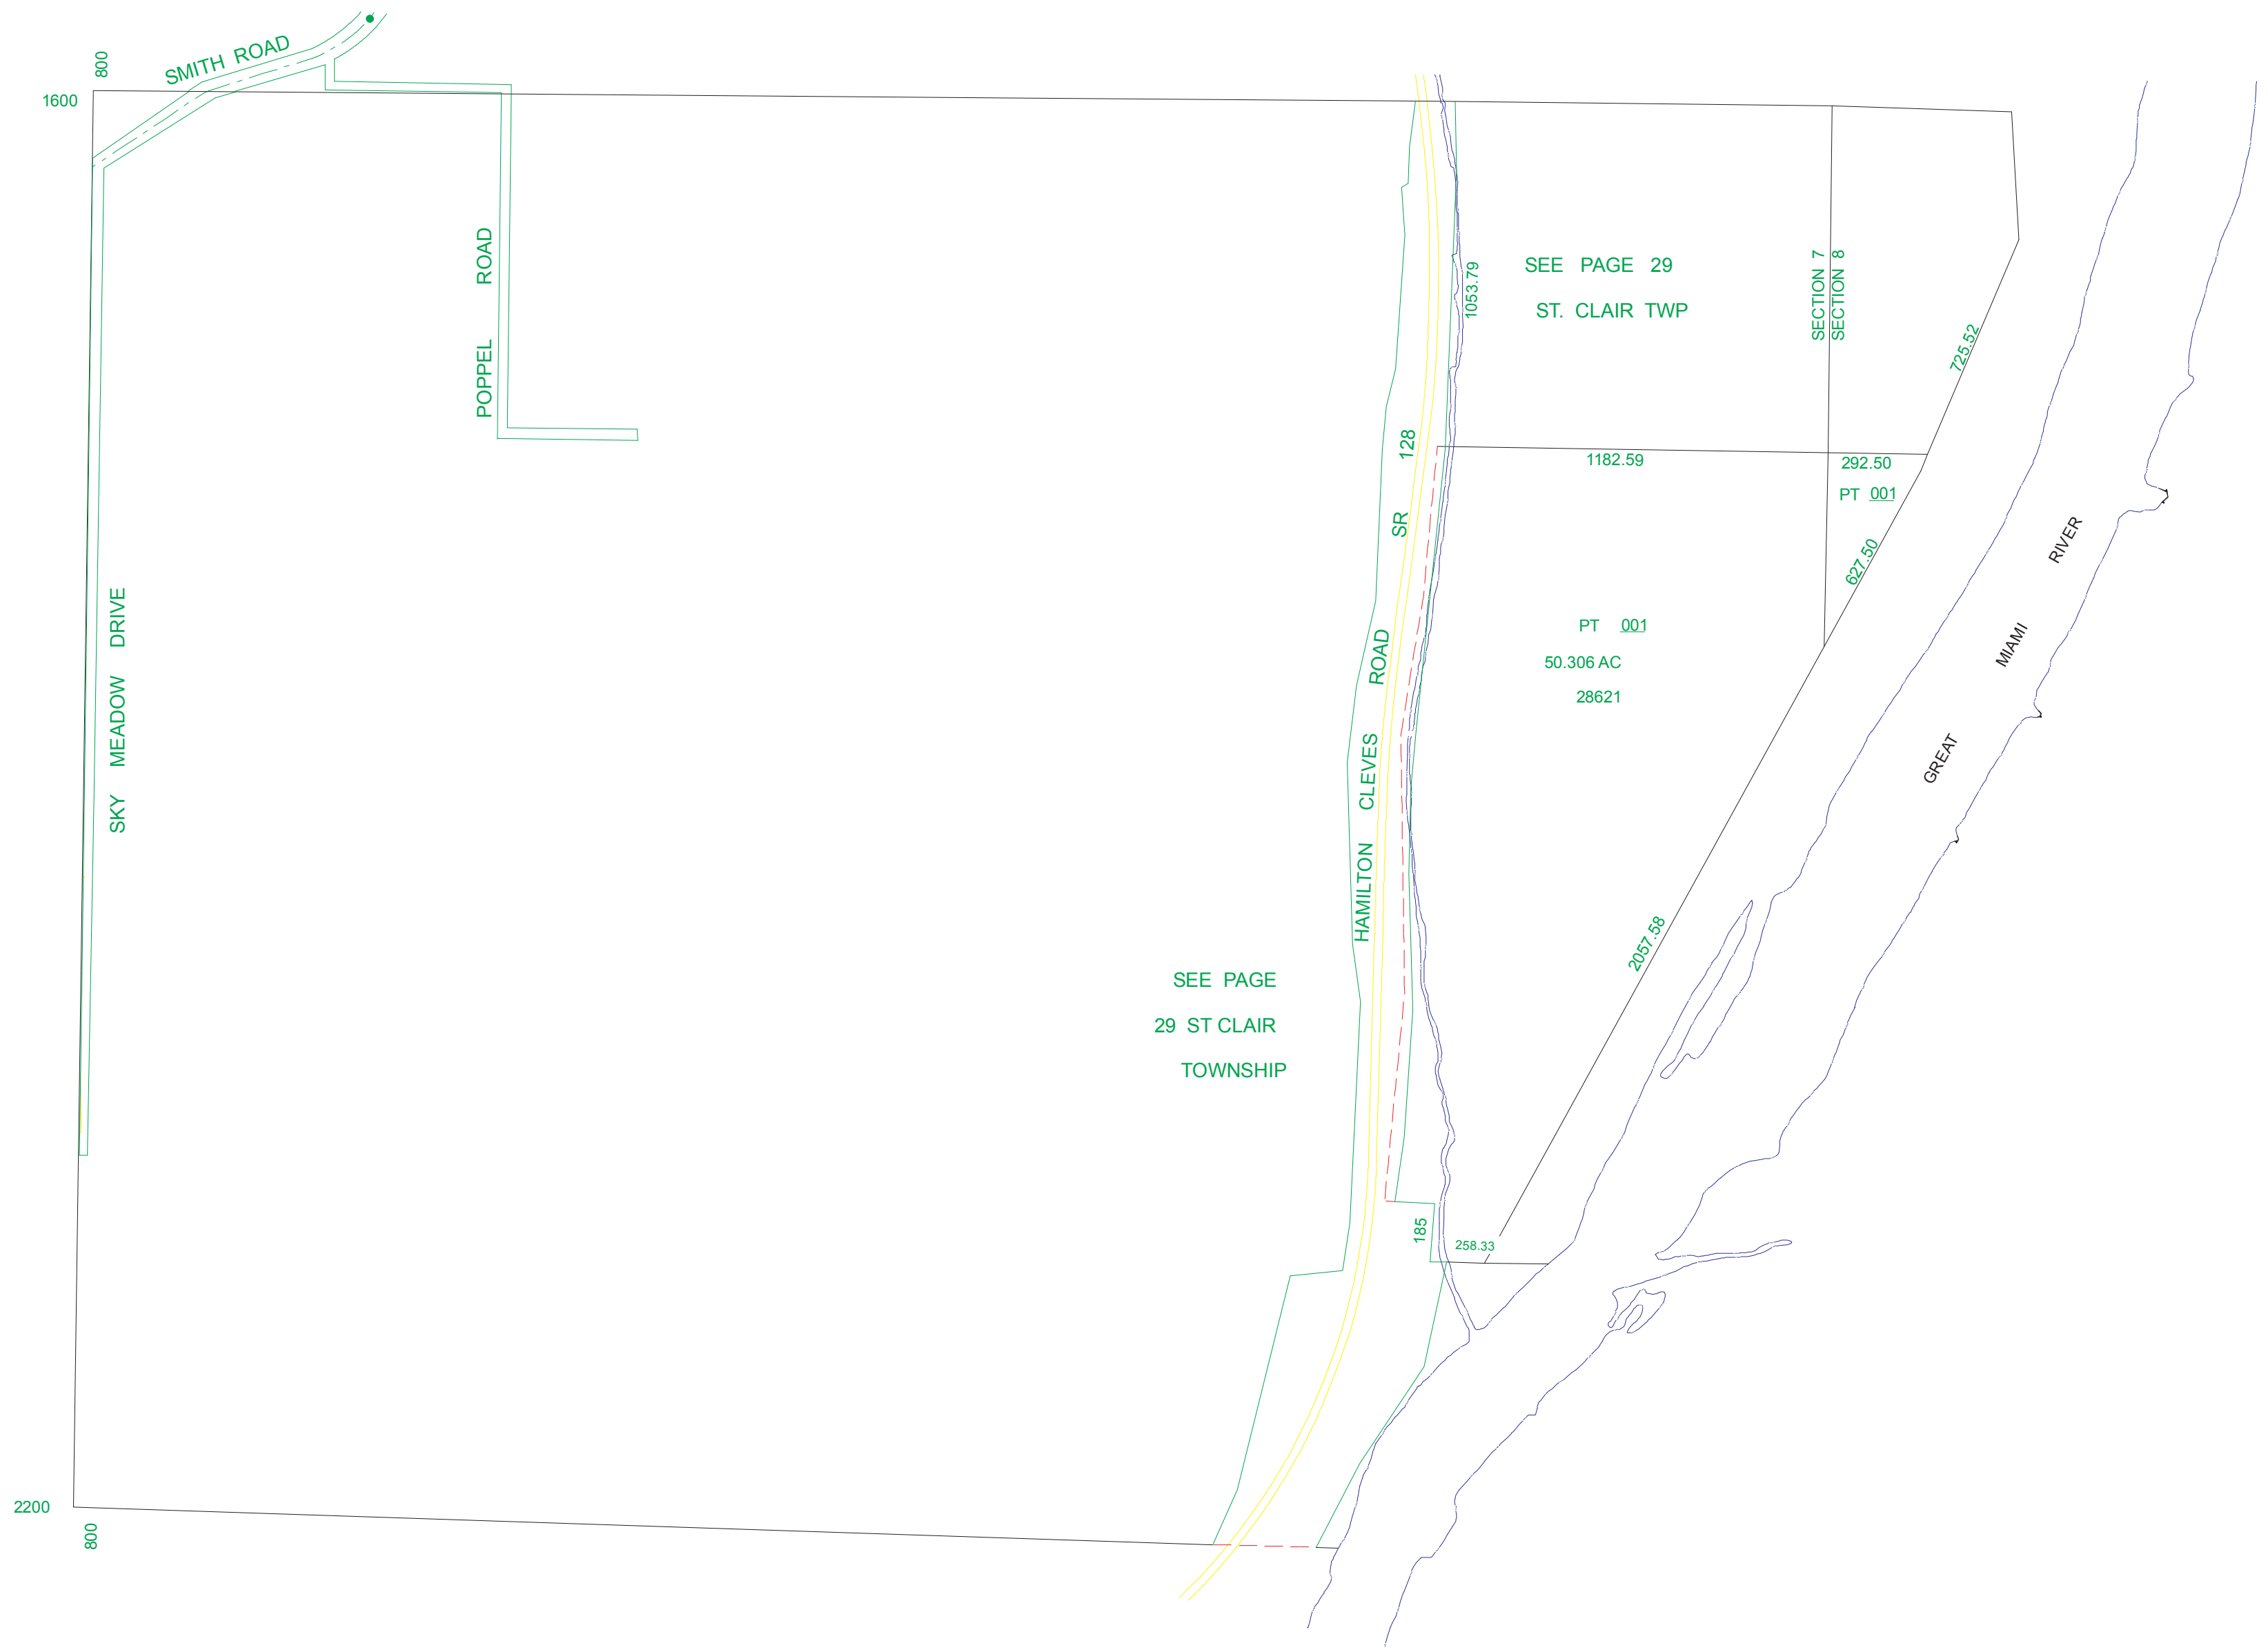 SMITH ROAD
800
1600
POPPEL ROAD
SEE PAGE 29
ST. CLAIR TWP
1053.79
SECTION 7
SECTION 8
725.52
SR 128
1182.59
292.50
PT 001
627.50
PT 001
50.306 AC
28621
SKY MEADOW DRIVE
HAMILTON CLEVES ROAD
GREAT MIAMI RIVER
2057.58
SEE PAGE
29 ST CLAIR
TOWNSHIP
185
258.33
2200
800